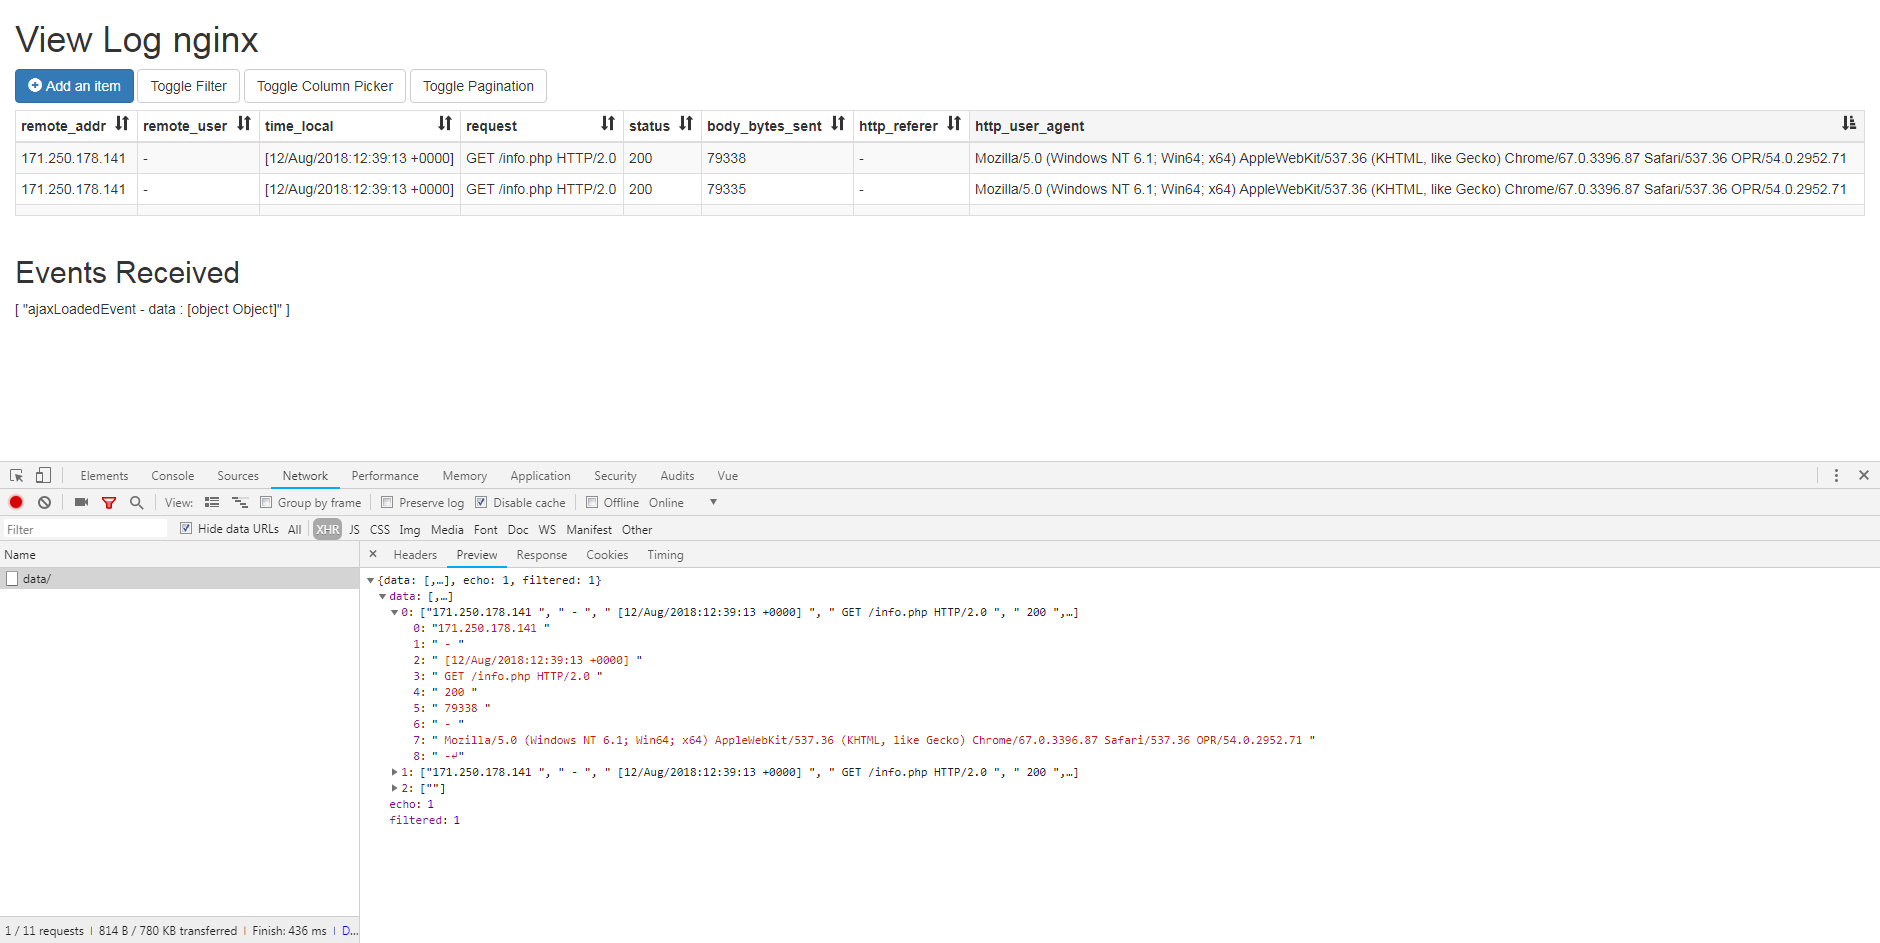 View Log nginx
Add an item Toggle Filter Toggle Column Picker Toggle Pagination
remote_addr remote_user time_local request status body_bytes_sent http_referer http_user_agent
171.250.178.141 - [12/Aug/2018:12:39:13 +0000] GET /info.php HTTP/2.0 200 79338 - Mozilla/5.0 (Windows NT 6.1; Win64; x64) AppleWebKit/537.36 (KHTML, like Gecko) Chrome/67.0.3396.87 Safari/537.36 OPR/54.0.2952.71
171.250.178.141 - [12/Aug/2018:12:39:13 +0000] GET /info.php HTTP/2.0 200 79335 - Mozilla/5.0 (Windows NT 6.1; Win64; x64) AppleWebKit/537.36 (KHTML, like Gecko) Chrome/67.0.3396.87 Safari/537.36 OPR/54.0.2952.71
Events Received
[ "ajaxLoadedEvent - data : [object Object]" ]
Elements Console Sources Network Performance Memory Application Security Audits Vue
View: Group by frame Preserve log Disable cache Offline Online
Filter Hide data URLs All XHR JS CSS Img Media Font Doc WS Manifest Other
Name Headers Preview Response Cookies Timing
data/
{data: [,…], echo: 1, filtered: 1}
data: [,…]
0: ["171.250.178.141 ", " - ", " [12/Aug/2018:12:39:13 +0000] ", " GET /info.php HTTP/2.0 ", " 200 ",…]
0: "171.250.178.141 "
1: " - "
2: " [12/Aug/2018:12:39:13 +0000] "
3: " GET /info.php HTTP/2.0 "
4: " 200 "
5: " 79338 "
6: " - "
7: " Mozilla/5.0 (Windows NT 6.1; Win64; x64) AppleWebKit/537.36 (KHTML, like Gecko) Chrome/67.0.3396.87 Safari/537.36 OPR/54.0.2952.71 "
8: " -↵"
1: ["171.250.178.141 ", " - ", " [12/Aug/2018:12:39:13 +0000] ", " GET /info.php HTTP/2.0 ", " 200 ",…]
2: [""]
echo: 1
filtered: 1
1 / 11 requests | 814 B / 780 KB transferred | Finish: 436 ms | D...